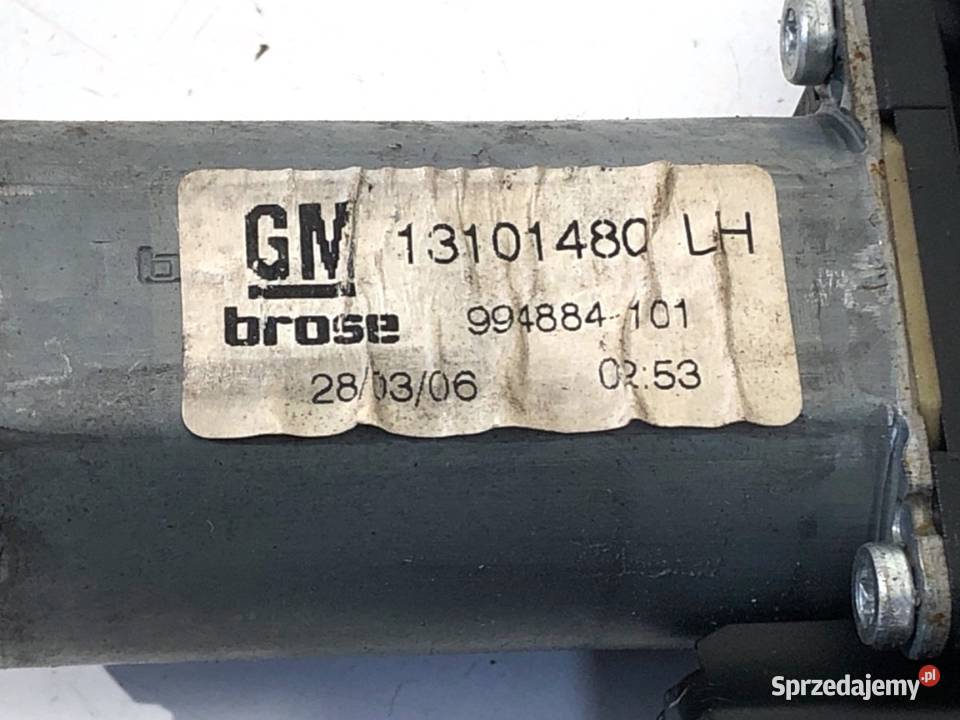 GM 13101480 LH
brose 994884-101
28/03/06 02:53
Sprzedajemy.pl